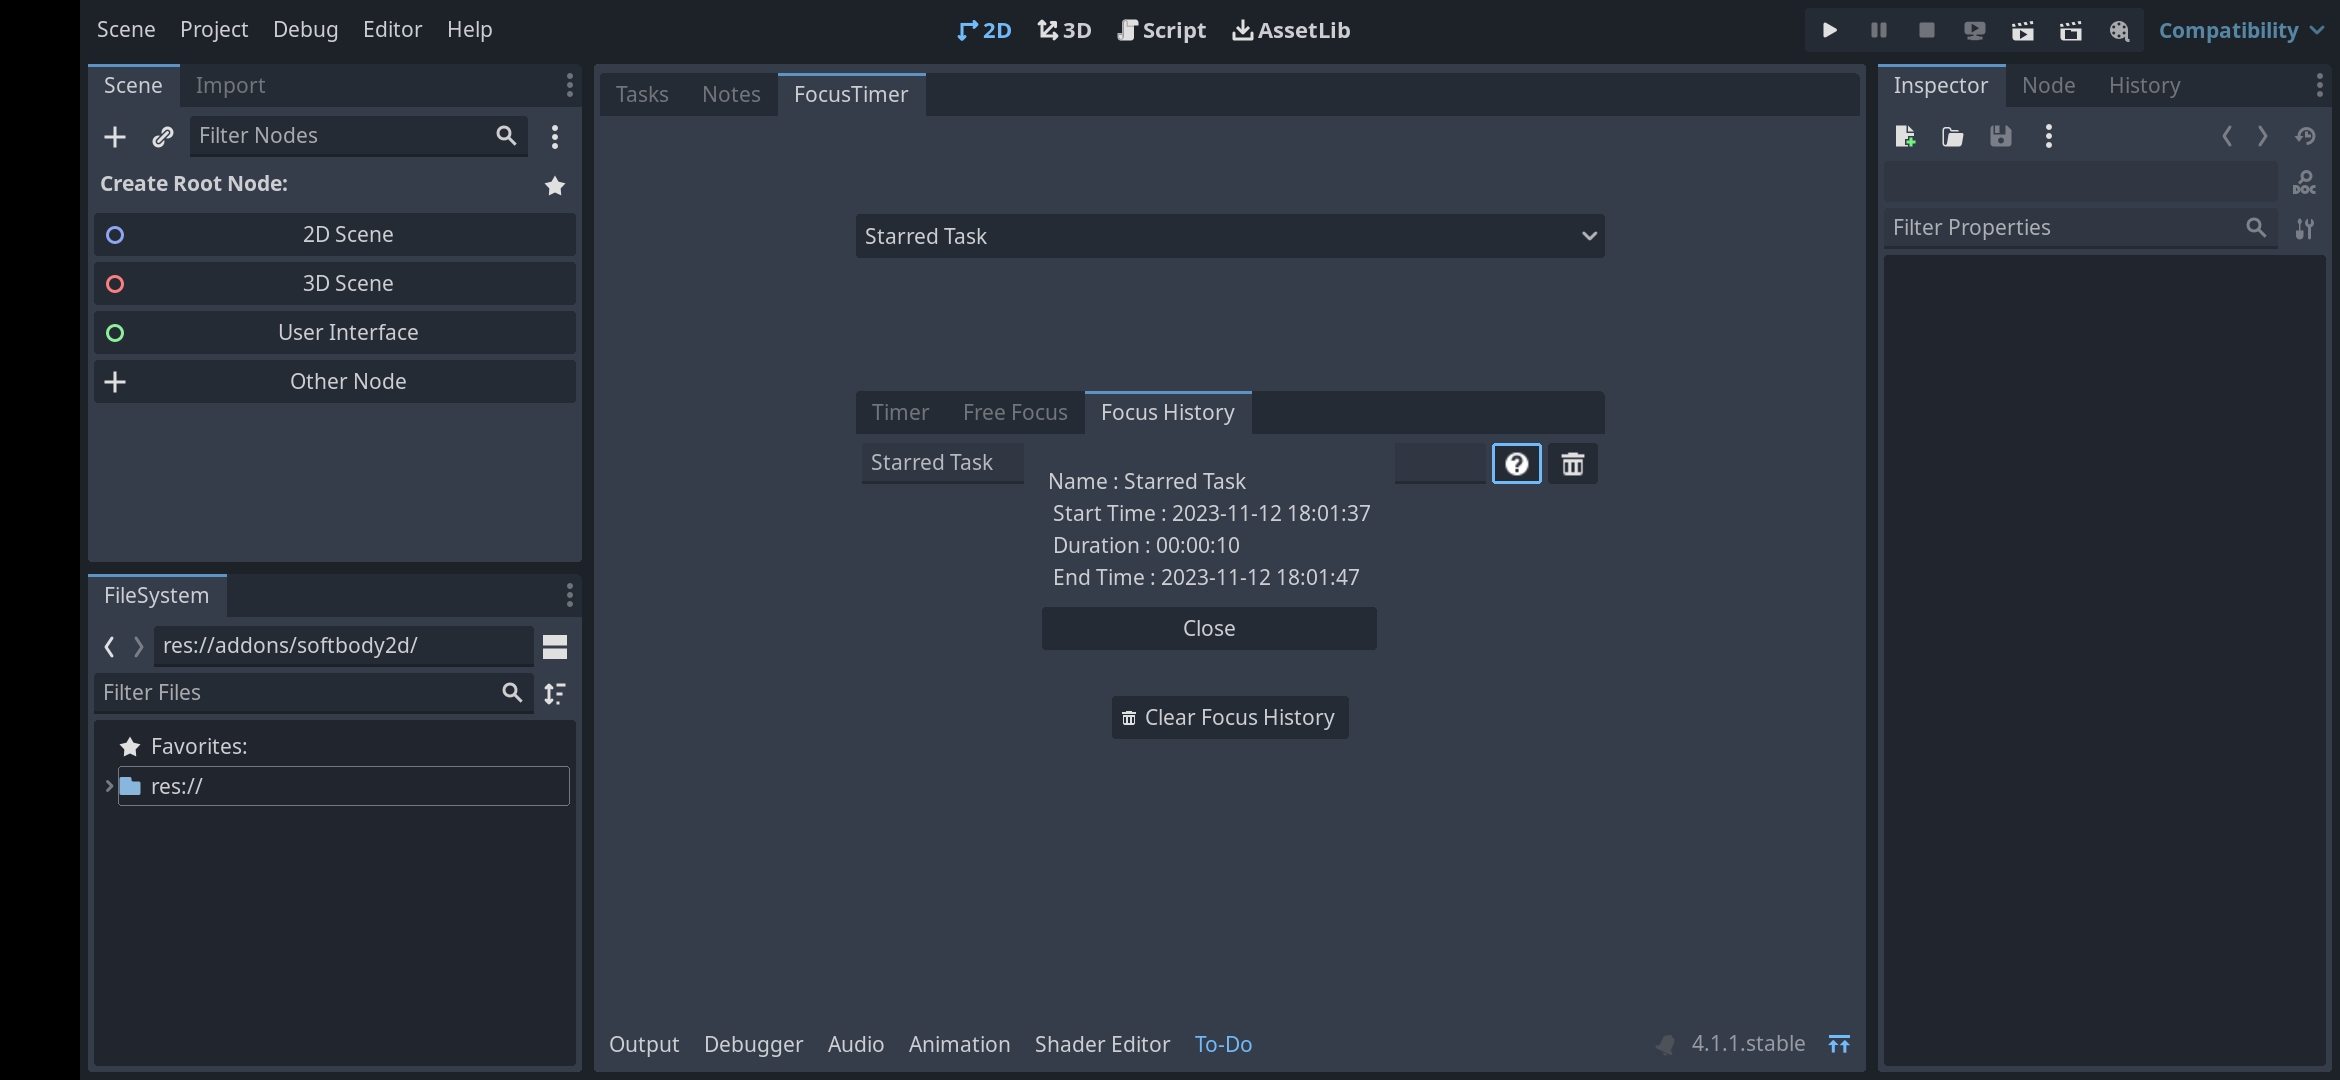 Scene Project Debug Editor Help
2D 3D Script AssetLib
Compatibility
Scene Import
Filter Nodes
Create Root Node:
2D Scene
3D Scene
User Interface
Other Node
FileSystem
res://addons/softbody2d/
Filter Files
Favorites:
res://
Tasks Notes FocusTimer
Starred Task
Timer Free Focus Focus History
Starred Task
Name : Starred Task
Start Time : 2023-11-12 18:01:37
Duration : 00:00:10
End Time : 2023-11-12 18:01:47
Close
Clear Focus History
Output Debugger Audio Animation Shader Editor To-Do
4.1.1.stable
Inspector Node History
DOC
Filter Properties